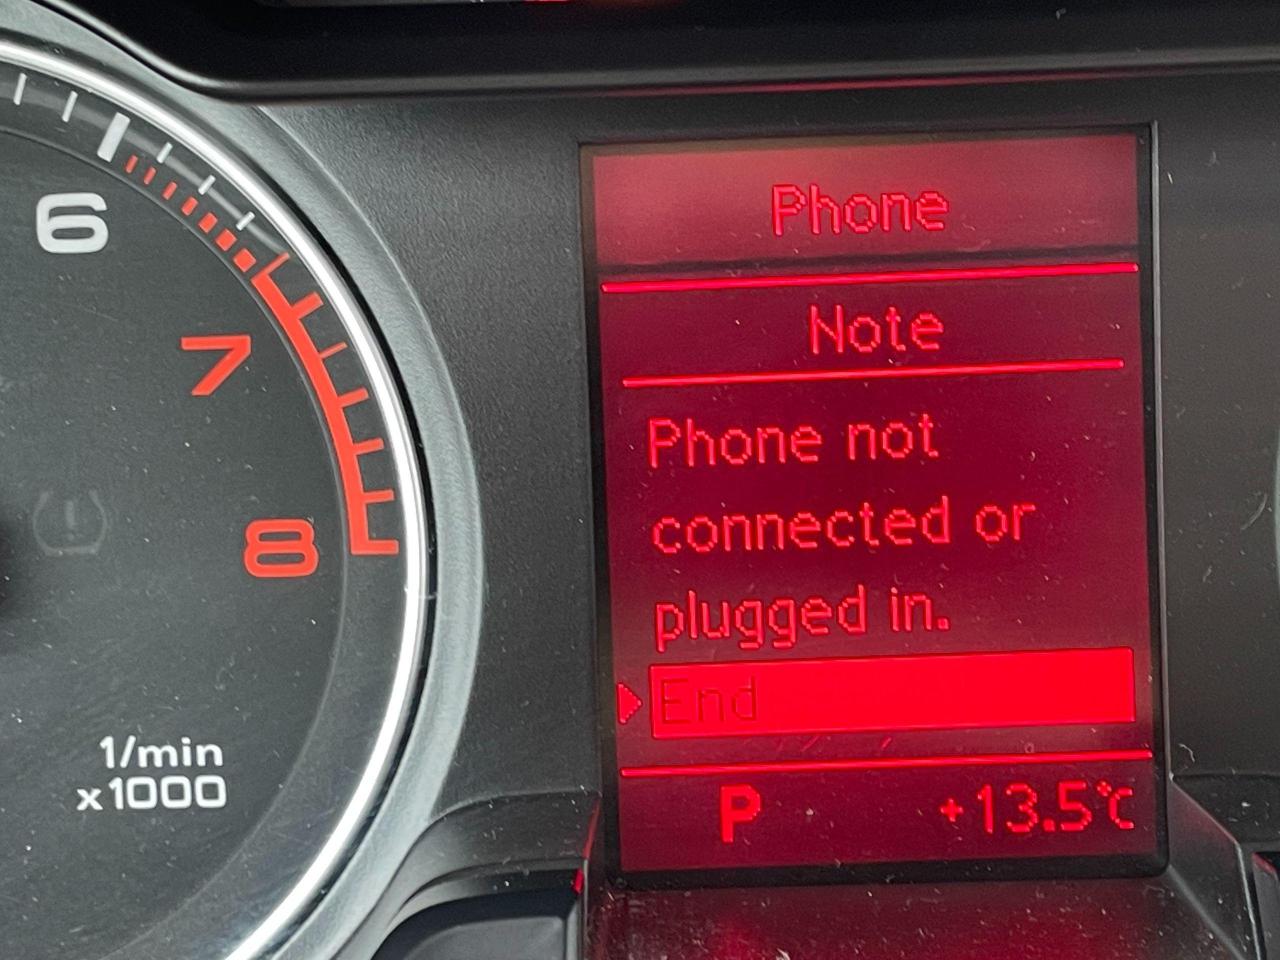 6
7
8
1/min
x1000
Phone
Note
Phone not
connected or
plugged in.
End
P +13.5°C